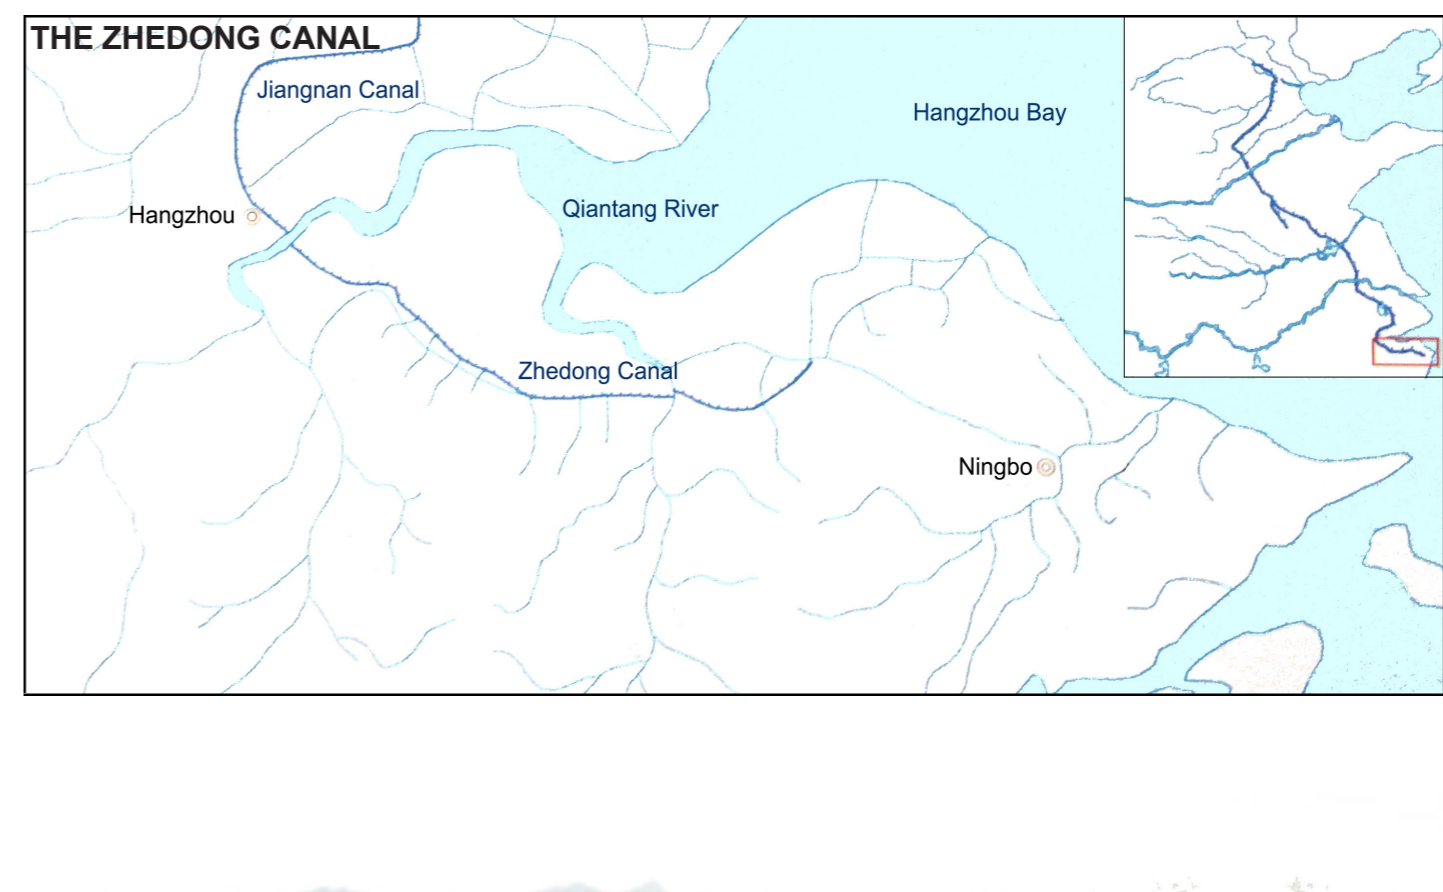 THE ZHEDONG CANAL
Jiangnan Canal
Hangzhou Bay
Hangzhou
Qiantang River
Zhedong Canal
Ningbo